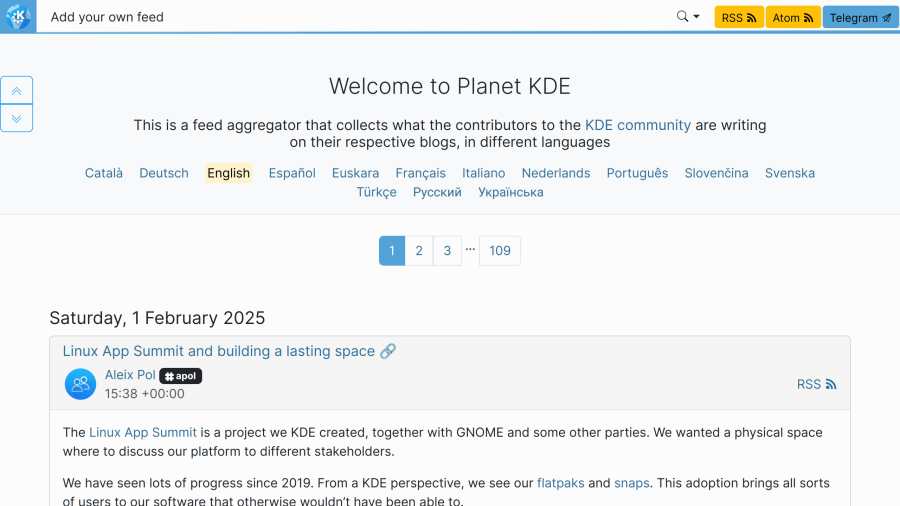 Add your own feed
RSS
Atom
Telegram
Welcome to Planet KDE
This is a feed aggregator that collects what the contributors to the KDE community are writing
on their respective blogs, in different languages
Català Deutsch English Español Euskara Français Italiano Nederlands Português Slovenčina Svenska
Türkçe Русский Українська
1 2 3 ... 109
Saturday, 1 February 2025
Linux App Summit and building a lasting space 🔗
Aleix Pol #apol
15:38 +00:00
RSS
The Linux App Summit is a project we KDE created, together with GNOME and some other parties. We wanted a physical space
where to discuss our platform to different stakeholders.
We have seen lots of progress since 2019. From a KDE perspective, we see our flatpaks and snaps. This adoption brings all sorts
of users to our software that otherwise wouldn't have been able to.